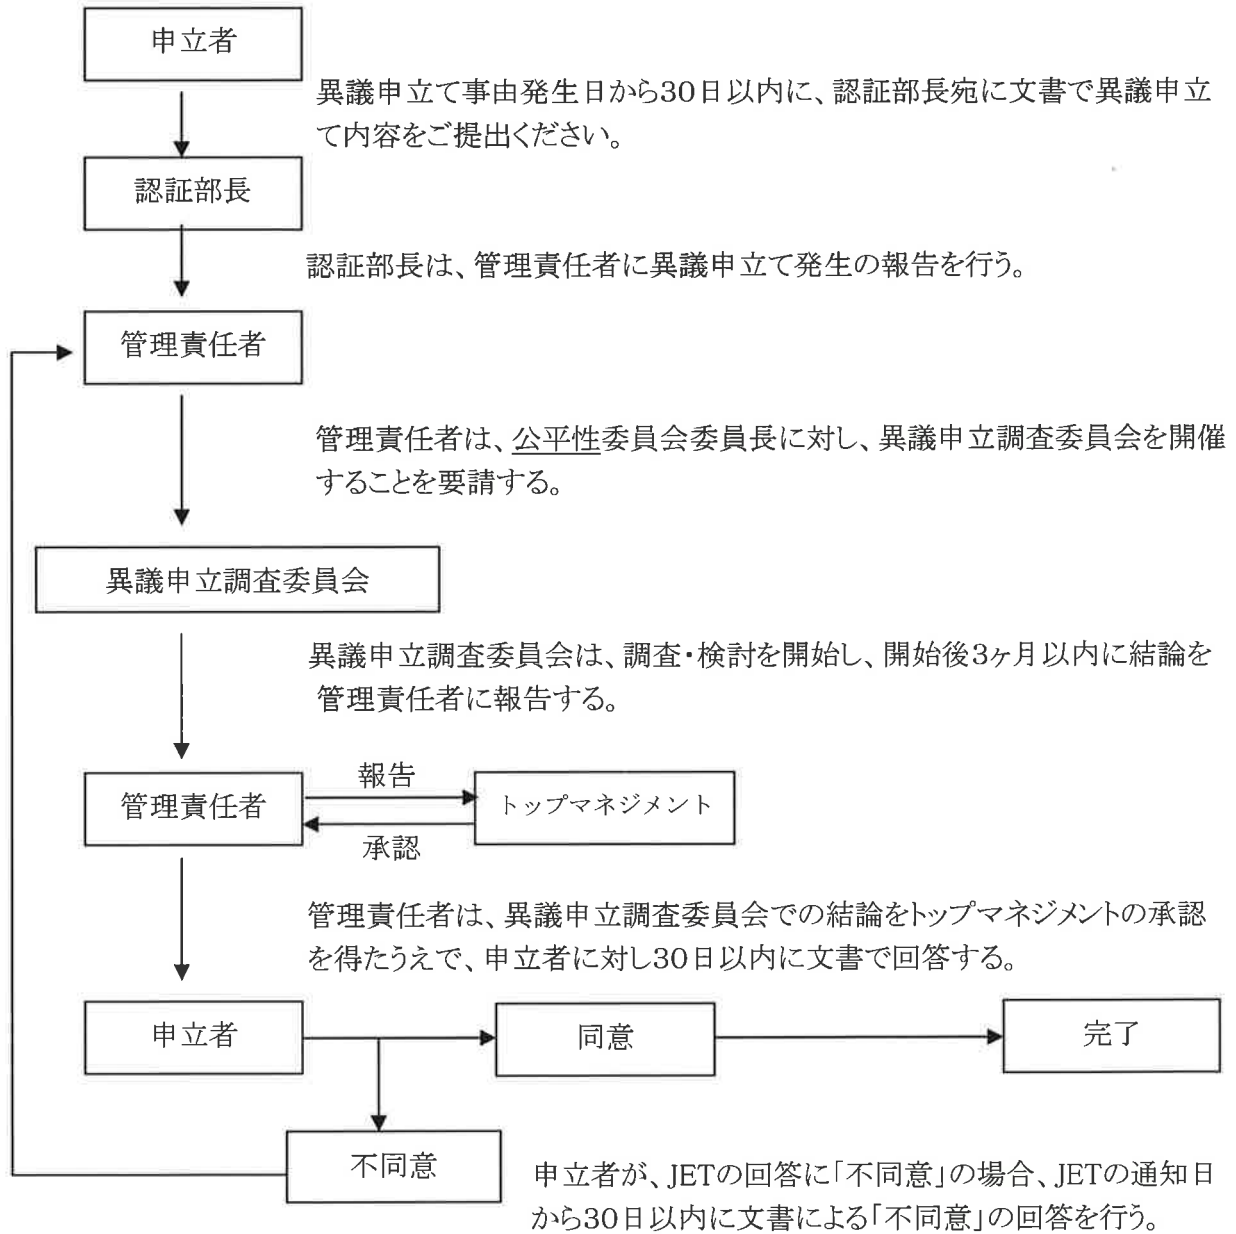 申立者
異議申立て事由発生日から30日以内に、認証部長宛に文書で異議申立
て内容をご提出ください。
認証部長
認証部長は、管理責任者に異議申立て発生の報告を行う。
管理責任者
管理責任者は、公平性委員会委員長に対し、異議申立調査委員会を開催
することを要請する。
異議申立調査委員会
異議申立調査委員会は、調査・検討を開始し、開始後3ヶ月以内に結論を
管理責任者に報告する。
管理責任者
報告
承認
トップマネジメント
管理責任者は、異議申立調査委員会での結論をトップマネジメントの承認
を得たうえで、申立者に対し30日以内に文書で回答する。
申立者
同意
完了
不同意
申立者が、JETの回答に「不同意」の場合、JETの通知日
から30日以内に文書による「不同意」の回答を行う。